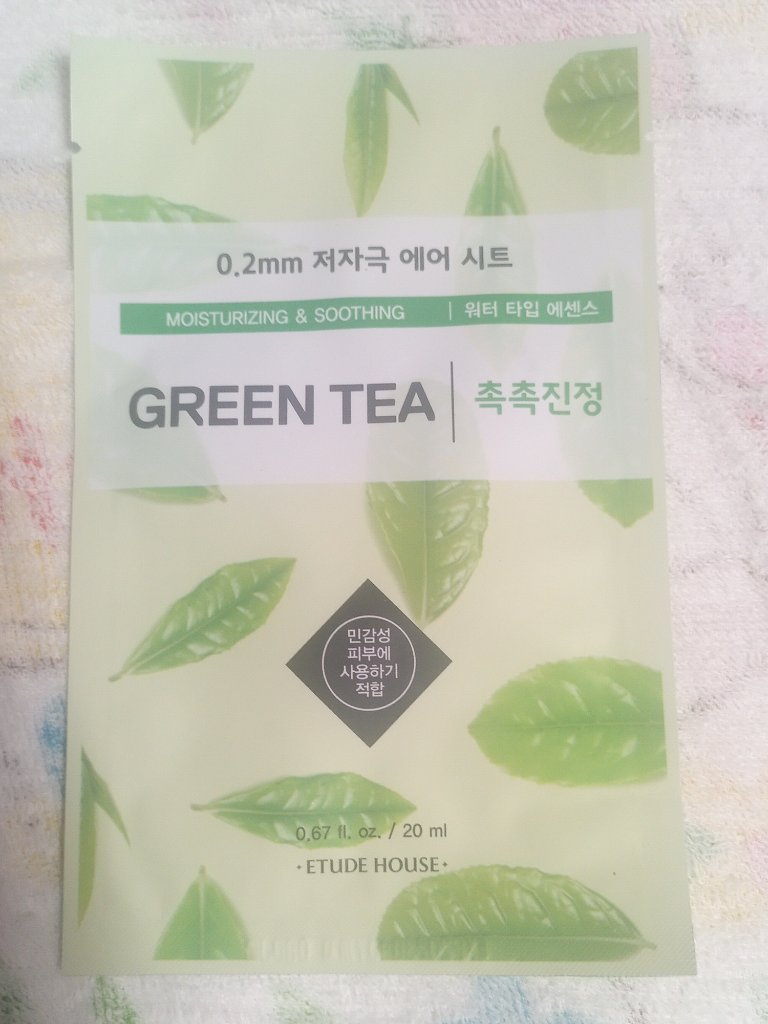 0.2mm 저자극 에어 시트
MOISTURIZING & SOOTHING | 워터 타입 에센스
GREEN TEA | 촉촉진정
민감성
피부에
사용하기
적합
0.67 fl. oz. / 20 ml
ETUDE HOUSE